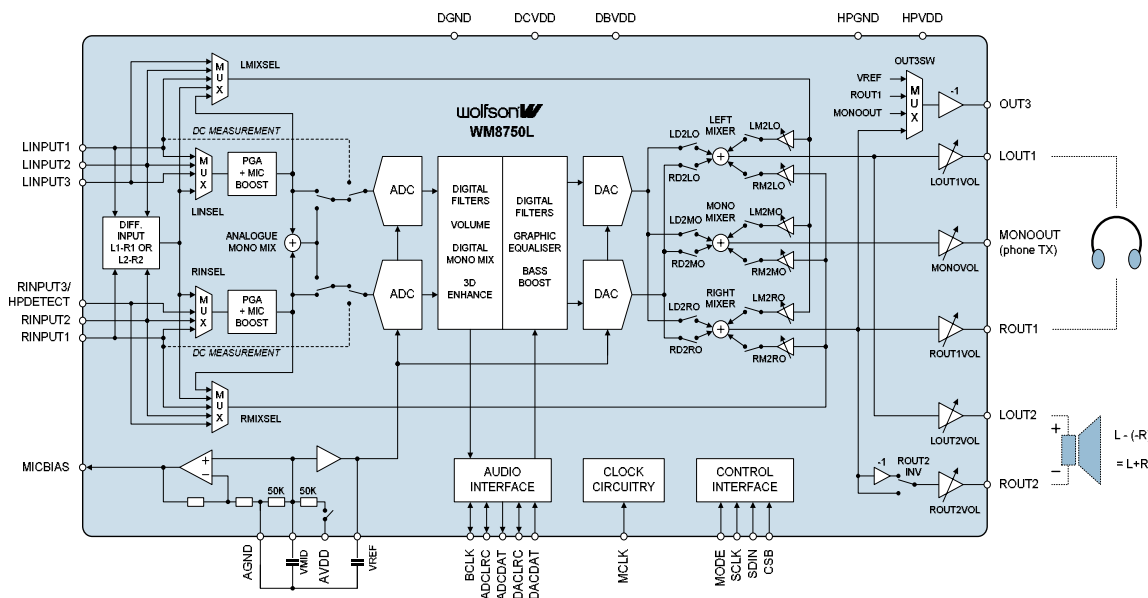 DGND
DCVDD
DBVDD
HPGND
HPVDD
OUT3SW
VREF
ROUT1
MONOOUT
MUX
-1
OUT3
MUX
LMIXSEL
wolfson
WM8750L
DC MEASUREMENT
LINPUT1
LINPUT2
LINPUT3
MUX
PGA
+ MIC
BOOST
LINSEL
ADC
DIGITAL
FILTERS
VOLUME
DIGITAL
MONO MIX
3D
ENHANCE
DIGITAL
FILTERS
GRAPHIC
EQUALISER
BASS
BOOST
DAC
LEFT
MIXER
LD2LO
LM2LO
RD2LO
RM2LO
LOUT1
LOUT1VOL
DIFF.
INPUT
L1-R1 OR
L2-R2
ANALOGUE
MONO MIX
MONO
MIXER
LD2MO
LM2MO
RD2MO
RM2MO
MONOOUT
(phone TX)
MONOVOL
RINSEL
RINPUT3/
HPDETECT
RINPUT2
RINPUT1
MUX
PGA
+ MIC
BOOST
ADC
DAC
RIGHT
MIXER
LD2RO
LM2RO
RD2RO
RM2RO
ROUT1
ROUT1VOL
DC MEASUREMENT
MUX
RMIXSEL
LOUT2
LOUT2VOL
+
−
L - (-R)
= L+R
MICBIAS
+
−
50K
50K
AUDIO
INTERFACE
CLOCK
CIRCUITRY
CONTROL
INTERFACE
-1
ROUT2
INV
ROUT2
ROUT2VOL
AGND
VMID
AVDD
VREF
BCLK
ADCLRC
ADCDAT
DACLRC
DACDAT
MCLK
MODE
SCLK
SDIN
CSB